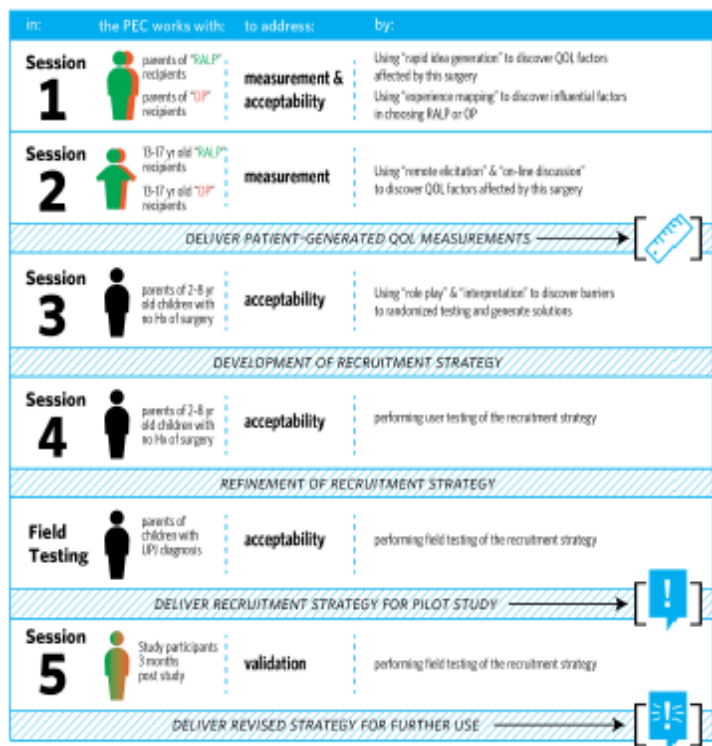 in: the PEC works with: to address: by:
Session
1
parents of "RALP"
recipients
parents of "OP"
recipients
measurement &
acceptability
Using "rapid idea generation" to discover QOL factors
affected by this surgery
Using "experience mapping" to discover influential factors
in choosing RALP or OP
Session
2
13-17 yr old "RALP"
recipients
13-17 yr old "OP"
recipients
measurement
Using "remote elicitation" & "on-line discussion"
to discover QOL factors affected by this surgery
DELIVER PATIENT-GENERATED QOL MEASUREMENTS
Session
3
parents of 2-8 yr
old children with
no Hx of surgery
acceptability
Using "role play" & "interpretation" to discover barriers
to randomized testing and generate solutions
DEVELOPMENT OF RECRUITMENT STRATEGY
Session
4
parents of 2-8 yr
old children with
no Hx of surgery
acceptability
performing user testing of the recruitment strategy
REFINEMENT OF RECRUITMENT STRATEGY
Field
Testing
parents of
children with
UPJ diagnosis
acceptability
performing field testing of the recruitment strategy
DELIVER RECRUITMENT STRATEGY FOR PILOT STUDY
!
Session
5
Study participants
3 months
post study
validation
performing field testing of the recruitment strategy
DELIVER REVISED STRATEGY FOR FURTHER USE
!